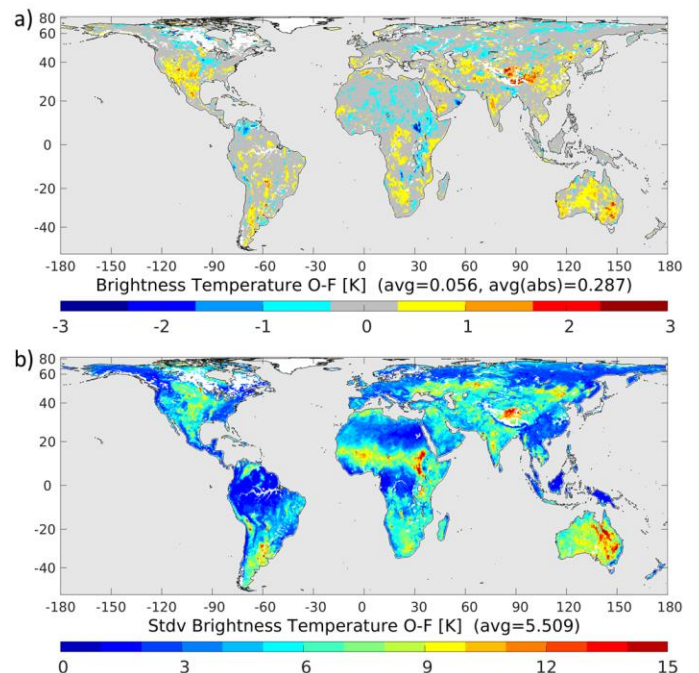 a)
80
60
40
20
0
-20
-40
-180 -150 -120 -90 -60 -30 0 30 60 90 120 150 180
Brightness Temperature O-F [K] (avg=0.056, avg(abs)=0.287)
-3 -2 -1 0 1 2 3
b)
80
60
40
20
0
-20
-40
-180 -150 -120 -90 -60 -30 0 30 60 90 120 150 180
Stdv Brightness Temperature O-F [K] (avg=5.509)
0 3 6 9 12 15